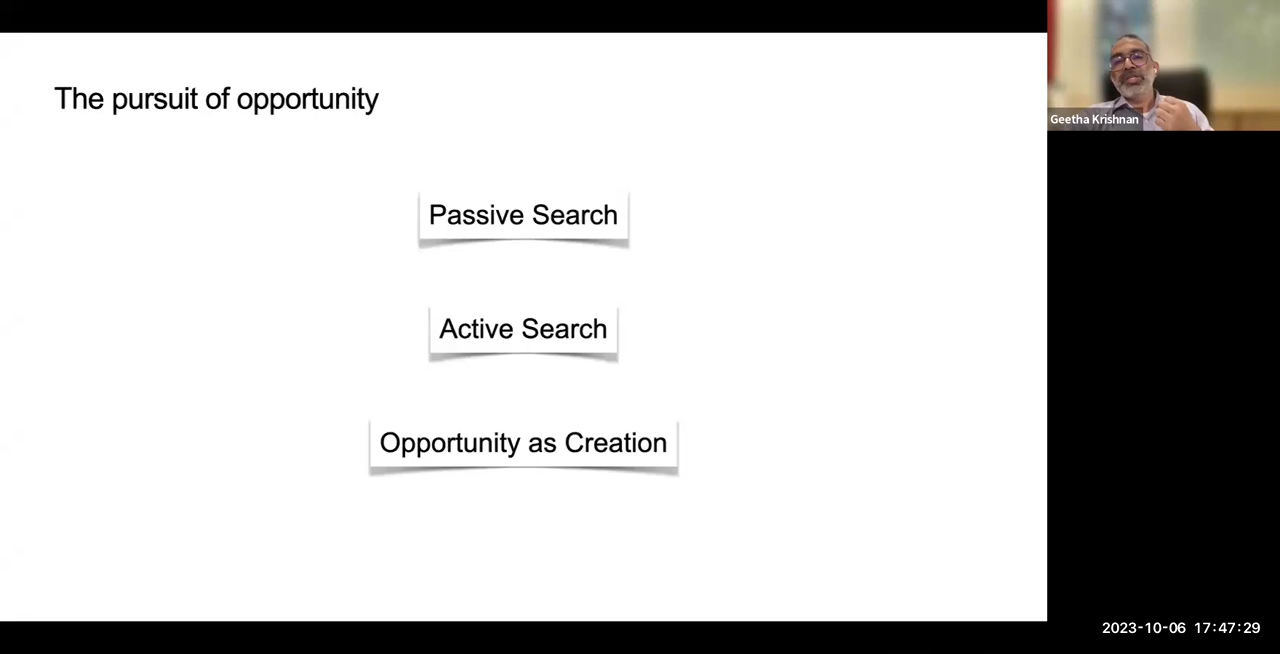 The pursuit of opportunity
Passive Search
Active Search
Opportunity as Creation
Geetha Krishnan
2023-10-06 17:47:29